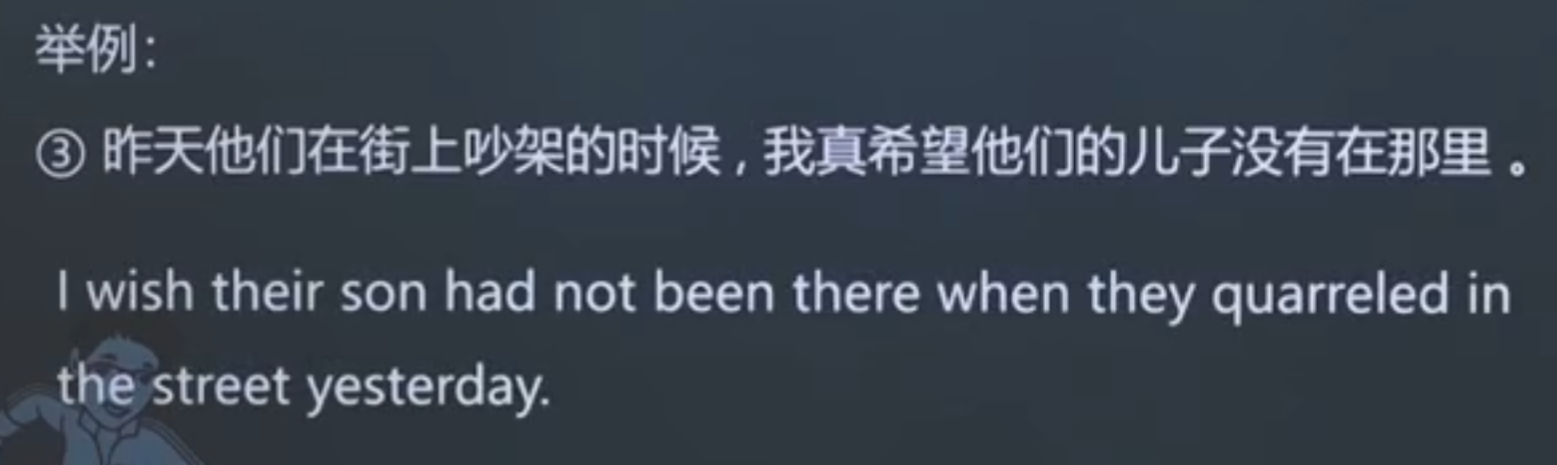 举例：
③ 昨天他们在街上吵架的时候，我真希望他们的儿子没有在那里。
I wish their son had not been there when they quarreled in
the street yesterday.